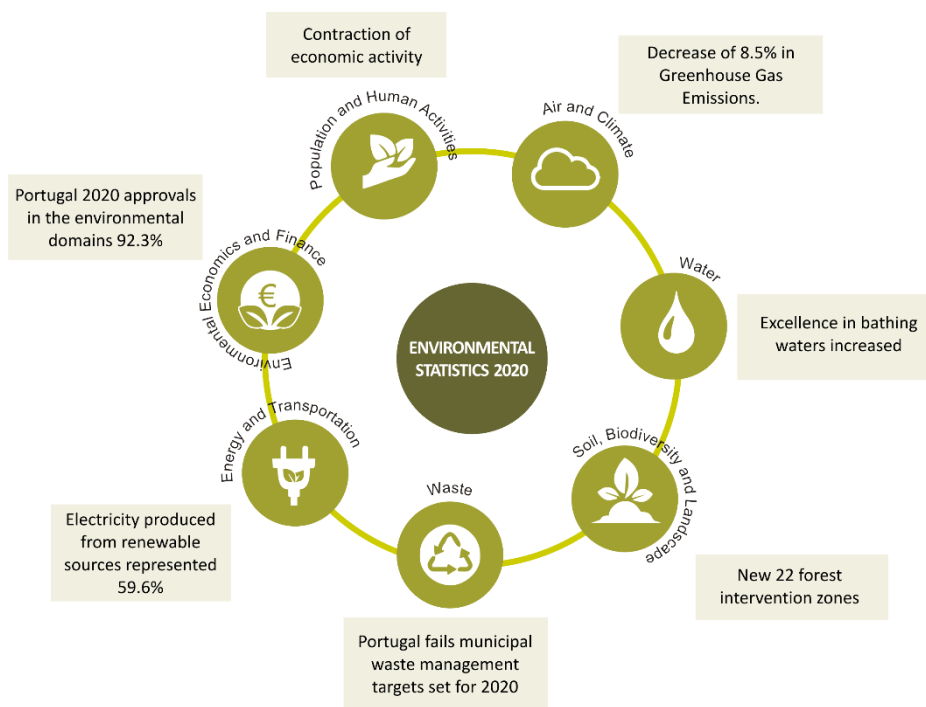 Contraction of
economic activity
Decrease of 8.5% in
Greenhouse Gas
Emissions.
Population and Human Activities
Air and Climate
Portugal 2020 approvals
in the environmental
domains 92.3%
Environmental Economics and Finance
€
Water
Excellence in bathing
waters increased
ENVIRONMENTAL
STATISTICS 2020
Energy and Transportation
Soil, Biodiversity and Landscape
Waste
Electricity produced
from renewable
sources represented
59.6%
New 22 forest
intervention zones
Portugal fails municipal
waste management
targets set for 2020